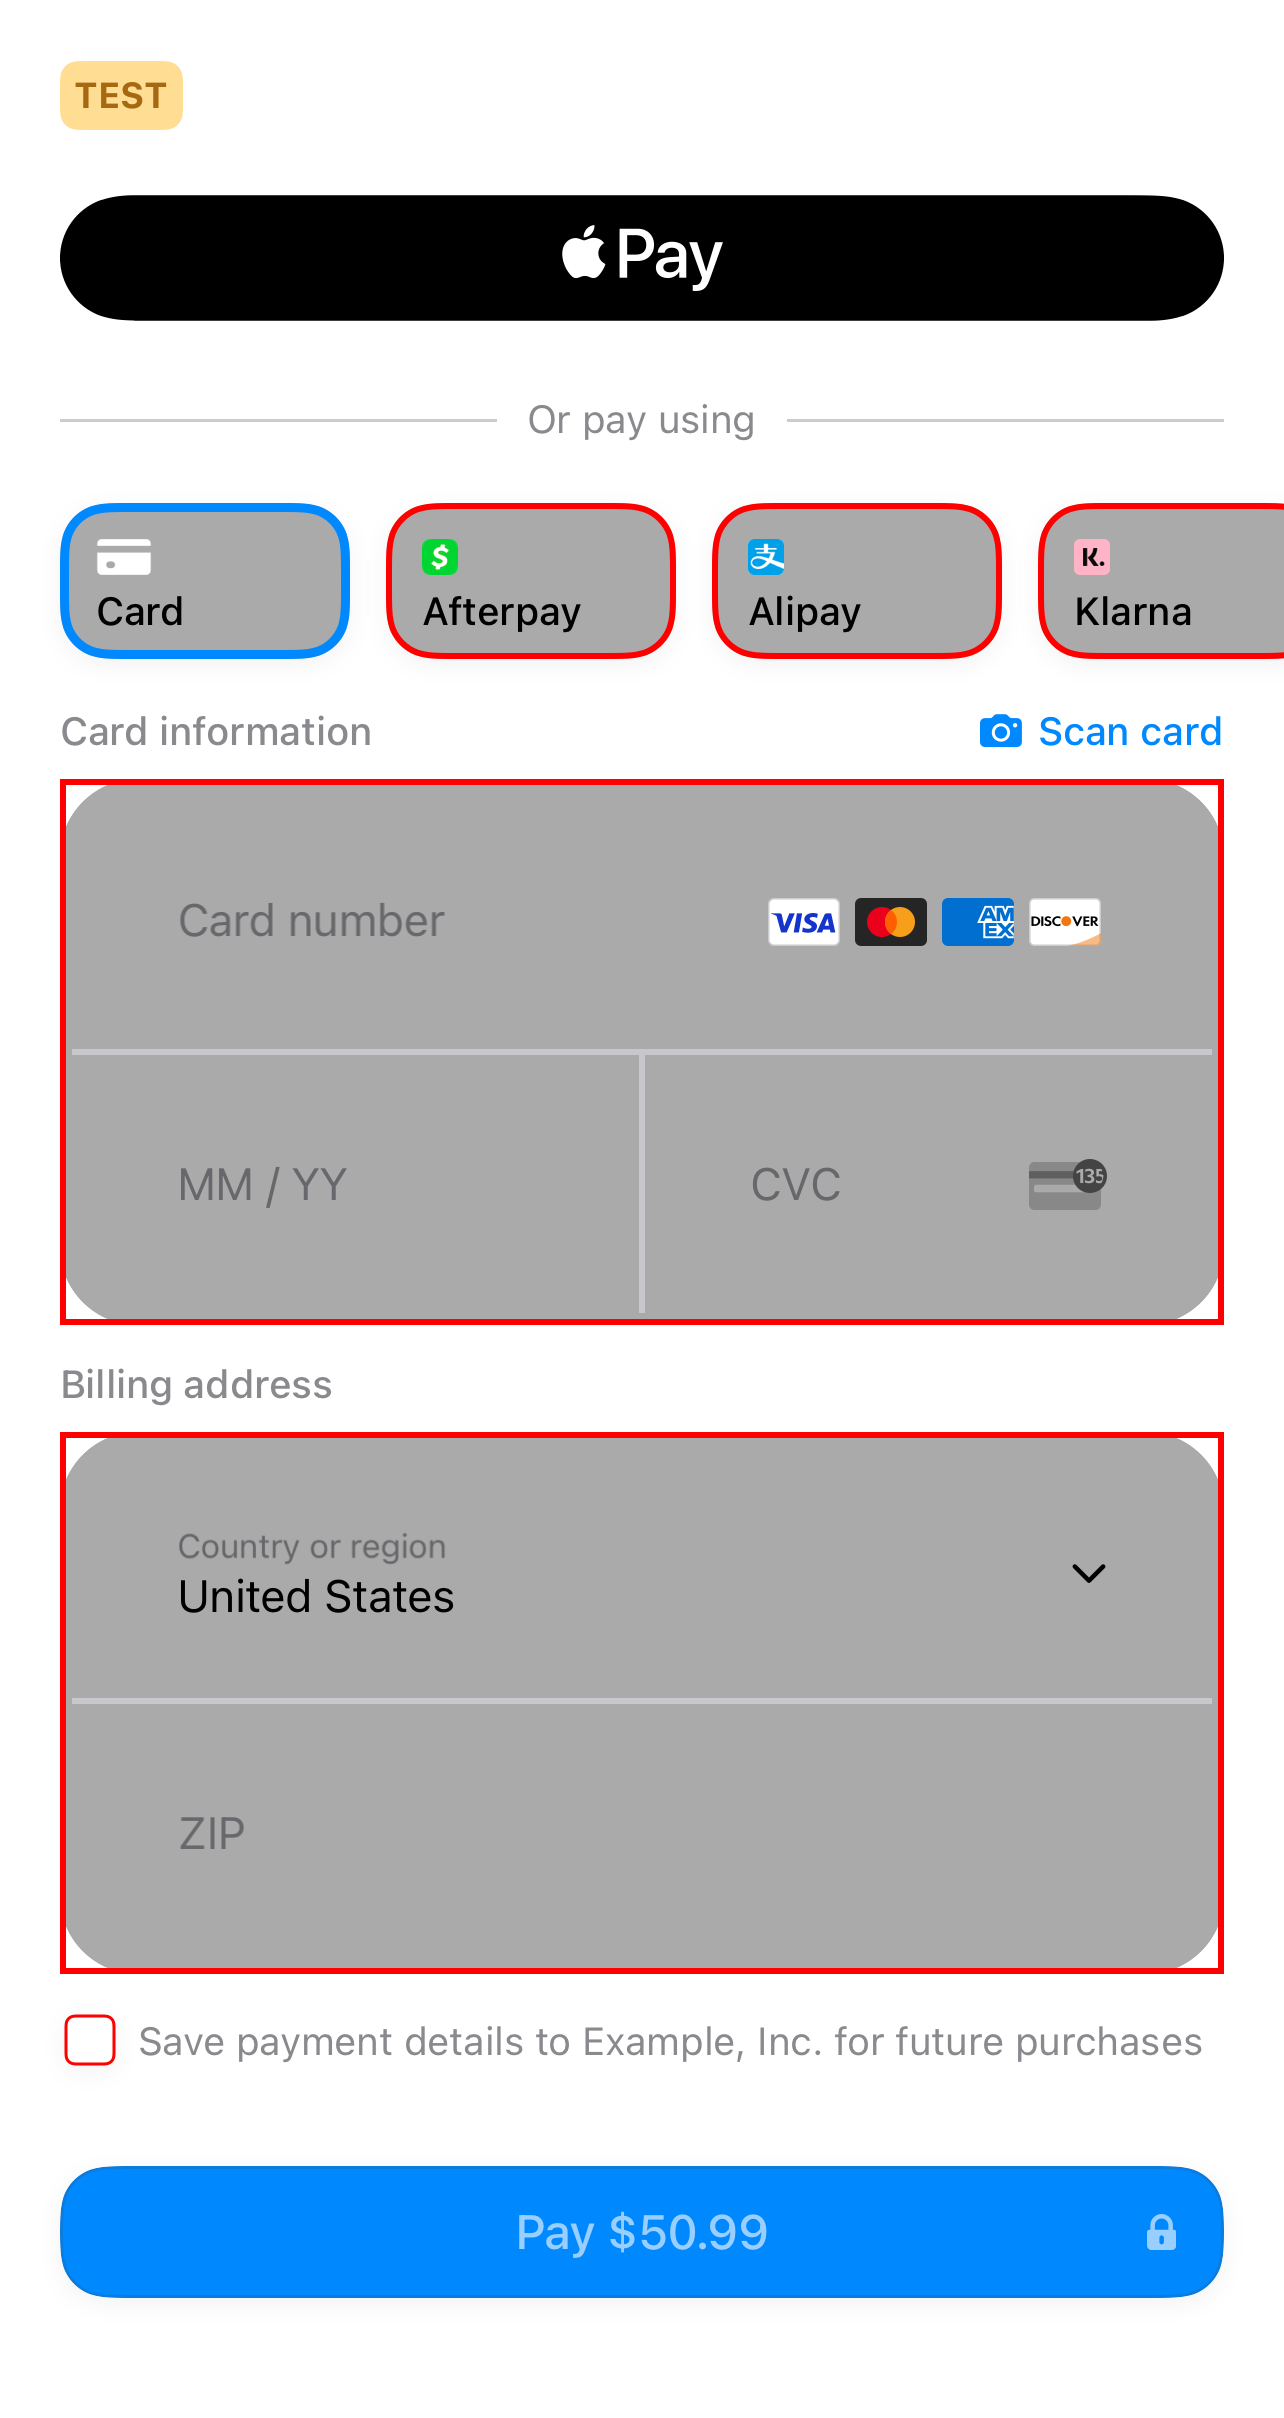 TEST
Pay
Or pay using
Card
Afterpay
支
Alipay
K.
Klarna
Card information
Scan card
Card number
VISA
AM
EX
DISCOVER
MM / YY
CVC
135
Billing address
Country or region
United States
ZIP
Save payment details to Example, Inc. for future purchases
Pay $50.99